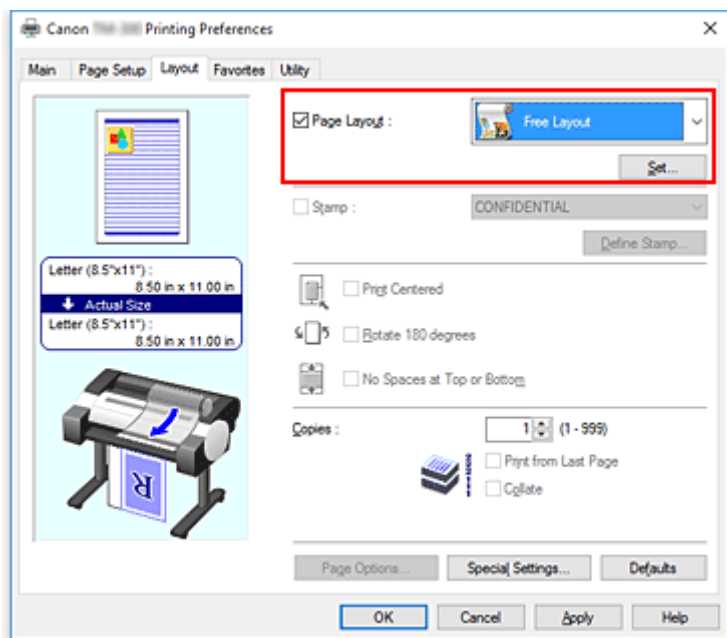 Canon Printing Preferences
Main Page Setup Layout Favorites Utility
Page Layout : Free Layout
Set...
Stamp : CONFIDENTIAL
Define Stamp...
Letter (8.5"x11") :
8.50 in x 11.00 in
Actual Size
Letter (8.5"x11") :
8.50 in x 11.00 in
Print Centered
Rotate 180 degrees
No Spaces at Top or Bottom
Copies : 1 (1 - 999)
Print from Last Page
Collate
R
Page Options... Special Settings... Defaults
OK Cancel Apply Help